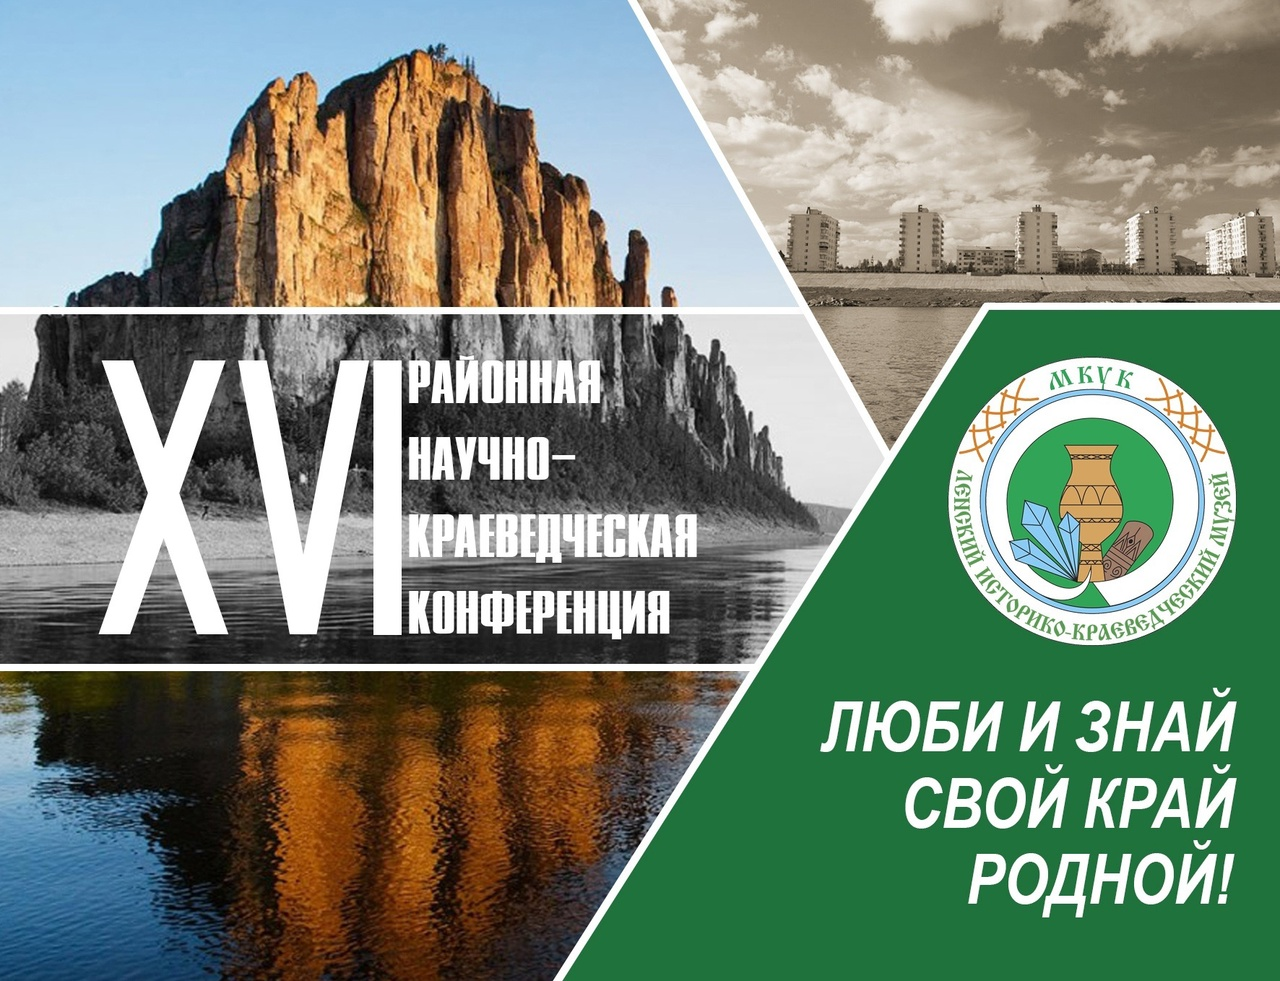 XVI
РАЙОННАЯ
НАУЧНО-
КРАЕВЕДЧЕСКАЯ
КОНФЕРЕНЦИЯ
МКУК
ЛЕНСКИЙ ИСТОРИКО-КРАЕВЕДЧЕСКИЙ МУЗЕЙ
ЛЮБИ И ЗНАЙ
СВОЙ КРАЙ
РОДНОЙ!